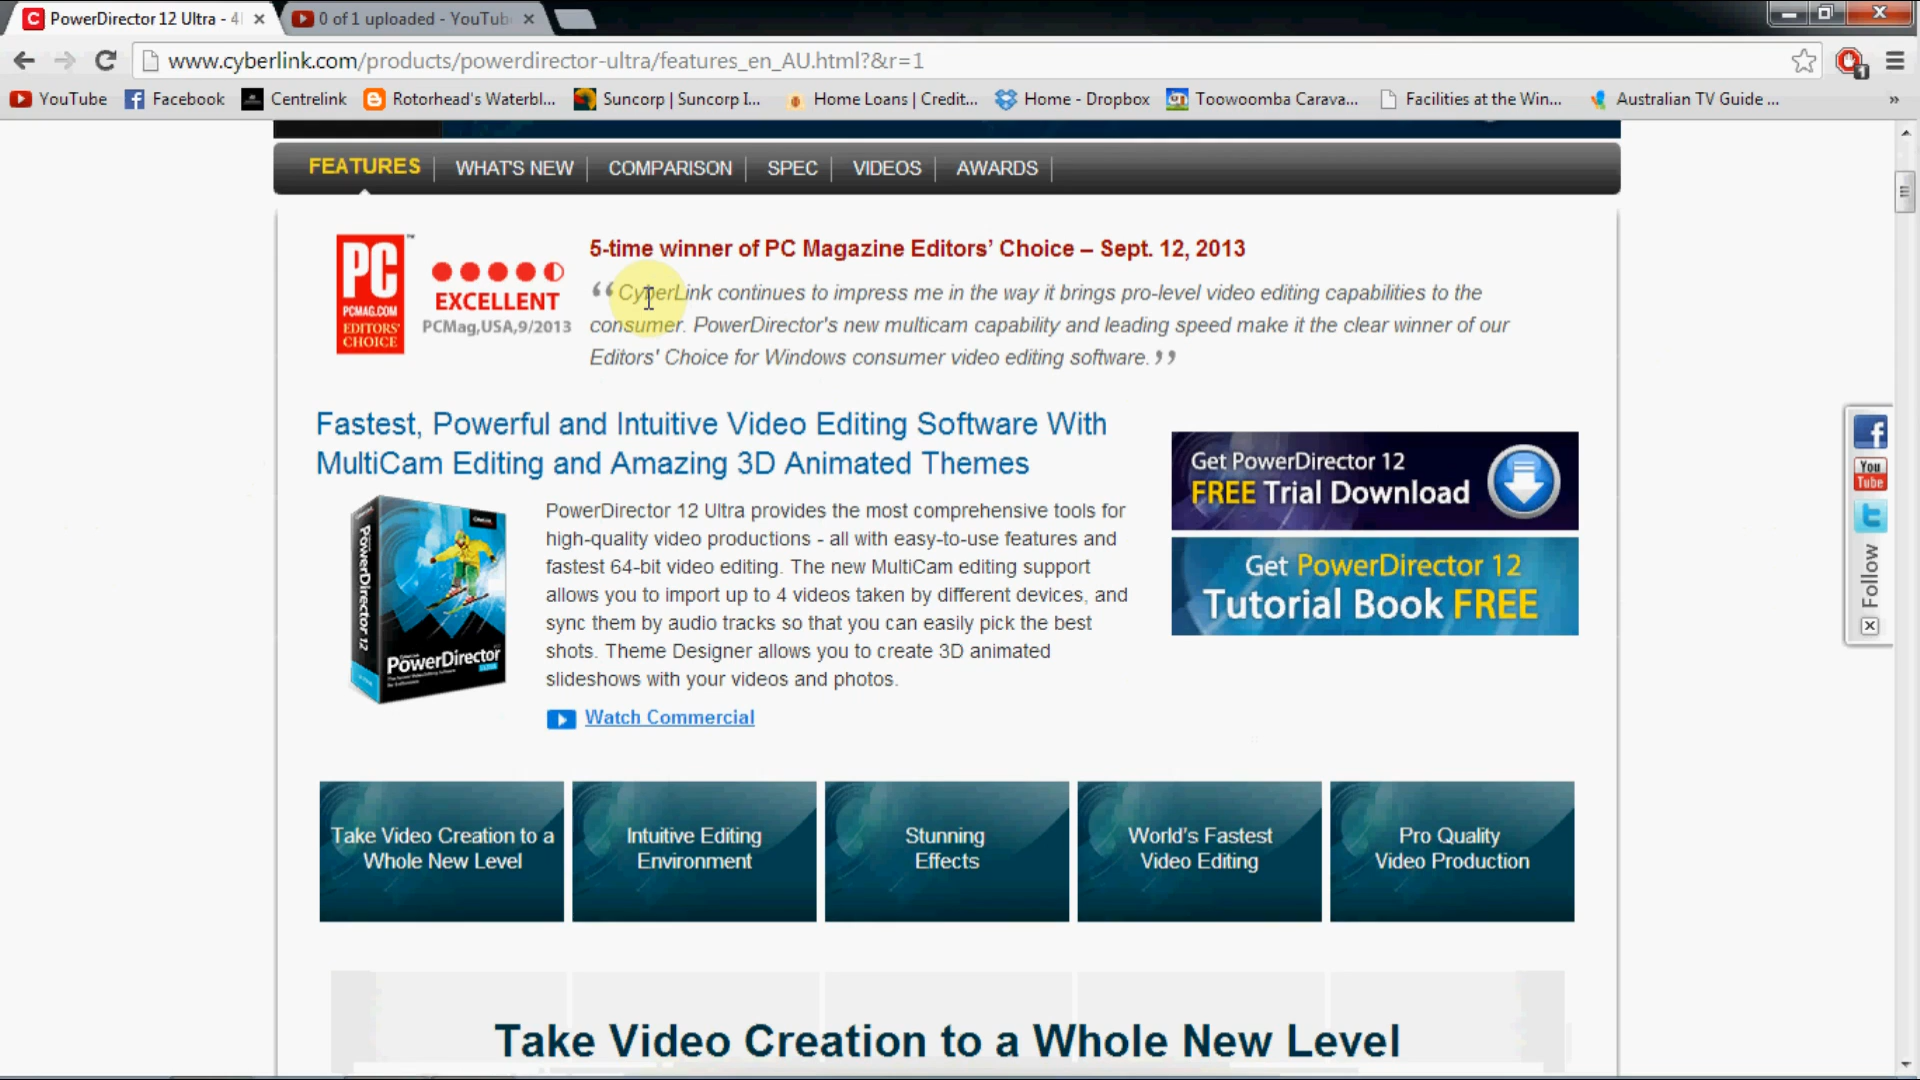 PowerDirector 12 Ultra - 4
0 of 1 uploaded - YouTub
www.cyberlink.com/products/powerdirector-ultra/features_en_AU.html?&r=1
YouTube
Facebook
Centrelink
Rotorhead's Waterbl...
Suncorp | Suncorp I...
Home Loans | Credit...
Home - Dropbox
Toowoomba Carava...
Facilities at the Win...
Australian TV Guide ...
»
FEATURES
WHAT'S NEW
COMPARISON
SPEC
VIDEOS
AWARDS
PC
PCMAG.COM
EDITORS'
CHOICE
EXCELLENT
PCMag,USA,9/2013
5-time winner of PC Magazine Editors’ Choice – Sept. 12, 2013
“CyberLink continues to impress me in the way it brings pro-level video editing capabilities to the
consumer. PowerDirector's new multicam capability and leading speed make it the clear winner of our
Editors' Choice for Windows consumer video editing software.”
Fastest, Powerful and Intuitive Video Editing Software With
MultiCam Editing and Amazing 3D Animated Themes
PowerDirector 12
PowerDirector
PowerDirector 12 Ultra provides the most comprehensive tools for
high-quality video productions - all with easy-to-use features and
fastest 64-bit video editing. The new MultiCam editing support
allows you to import up to 4 videos taken by different devices, and
sync them by audio tracks so that you can easily pick the best
shots. Theme Designer allows you to create 3D animated
slideshows with your videos and photos.
Watch Commercial
Get PowerDirector 12
FREE Trial Download
Get PowerDirector 12
Tutorial Book FREE
You
Tube
Follow
Take Video Creation to a
Whole New Level
Intuitive Editing
Environment
Stunning
Effects
World's Fastest
Video Editing
Pro Quality
Video Production
Take Video Creation to a Whole New Level